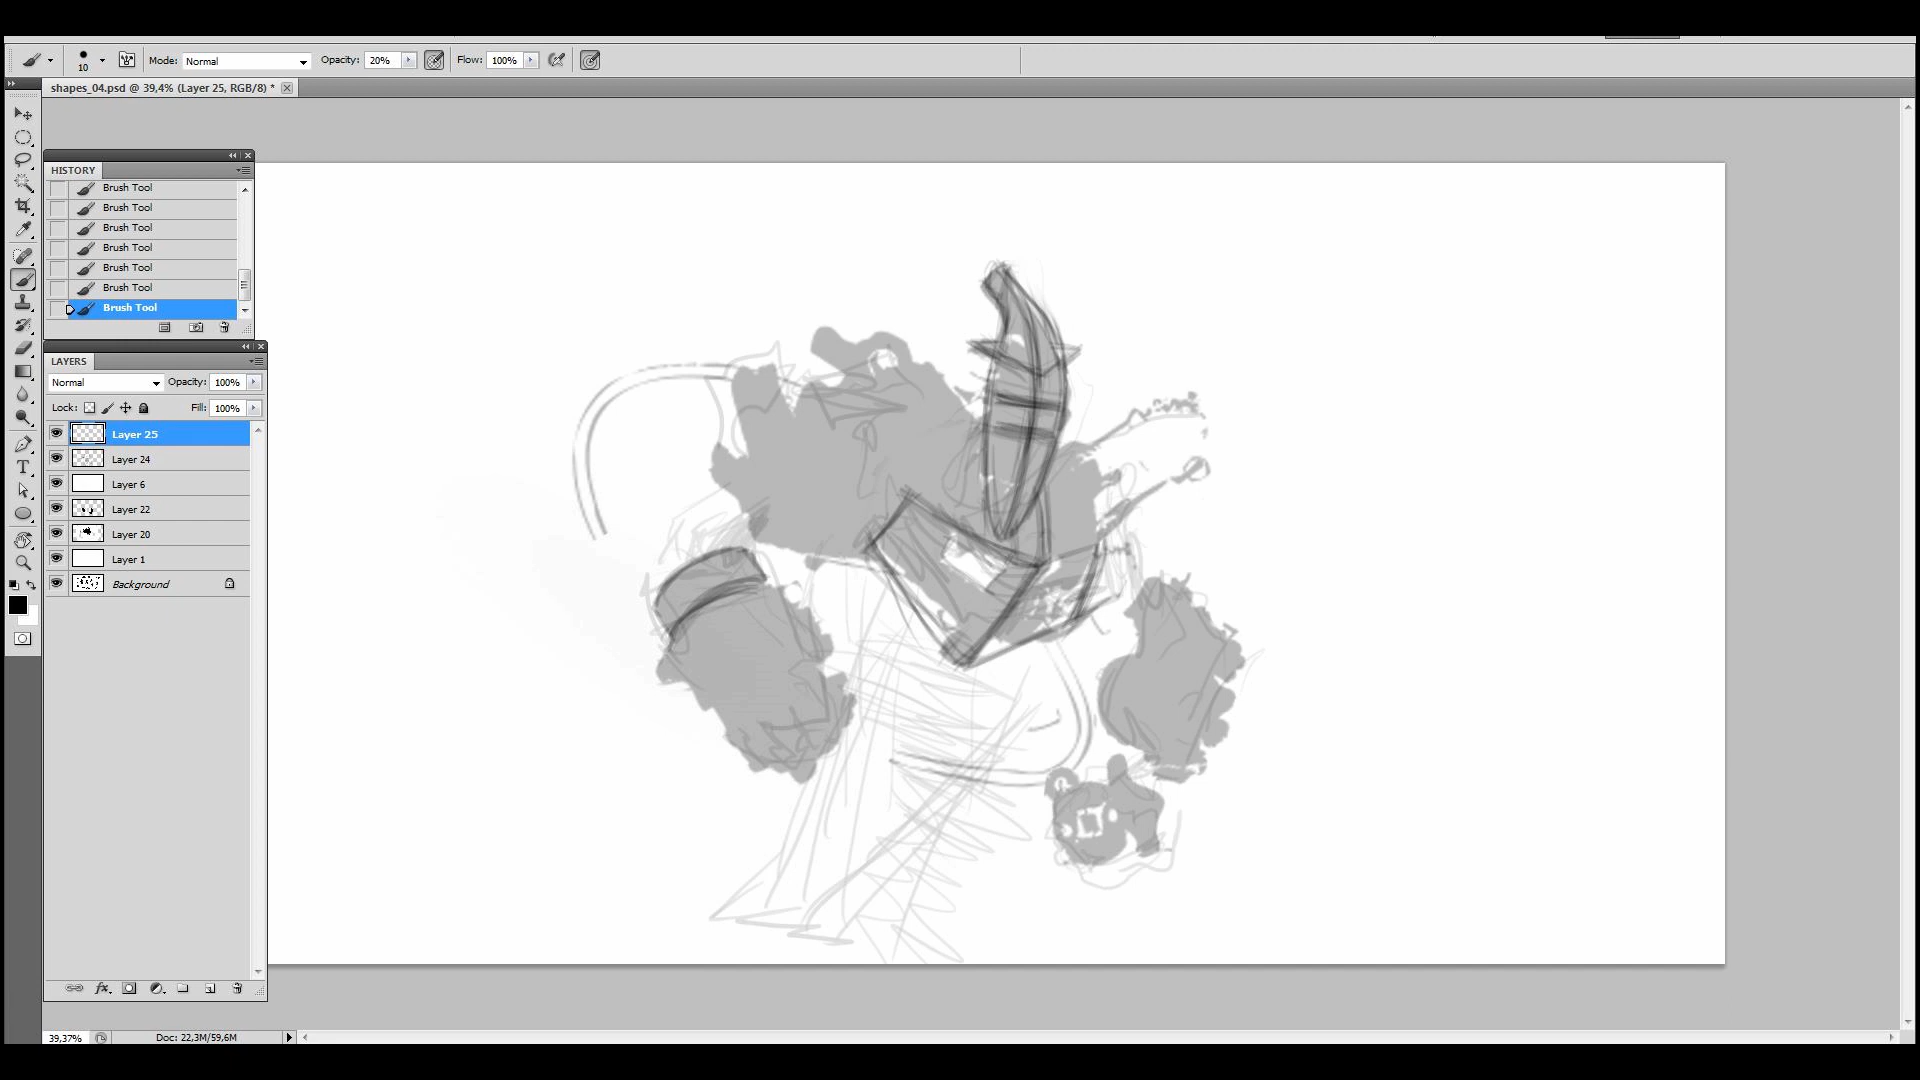 10 Mode: Normal Opacity: 20% Flow: 100%
shapes_04.psd @ 39,4% (Layer 25, RGB/8) *
HISTORY
Brush Tool
Brush Tool
Brush Tool
Brush Tool
Brush Tool
Brush Tool
Brush Tool
LAYERS
Normal Opacity: 100%
Lock: Fill: 100%
Layer 25
Layer 24
Layer 6
Layer 22
Layer 20
Layer 1
Background
39,37% Doc: 22,3M/59,6M